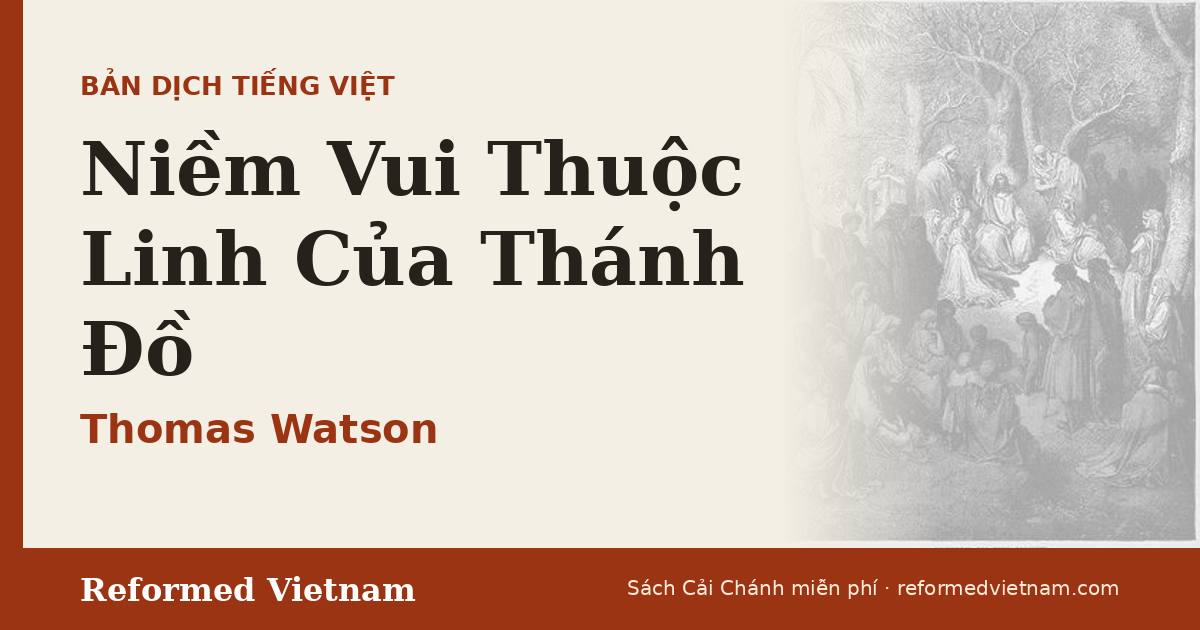 BẢN DỊCH TIẾNG VIỆT
Niềm Vui Thuộc
Linh Của Thánh
Đồ
Thomas Watson
Reformed Vietnam
Sách Cải Chánh miễn phí · reformedvietnam.com